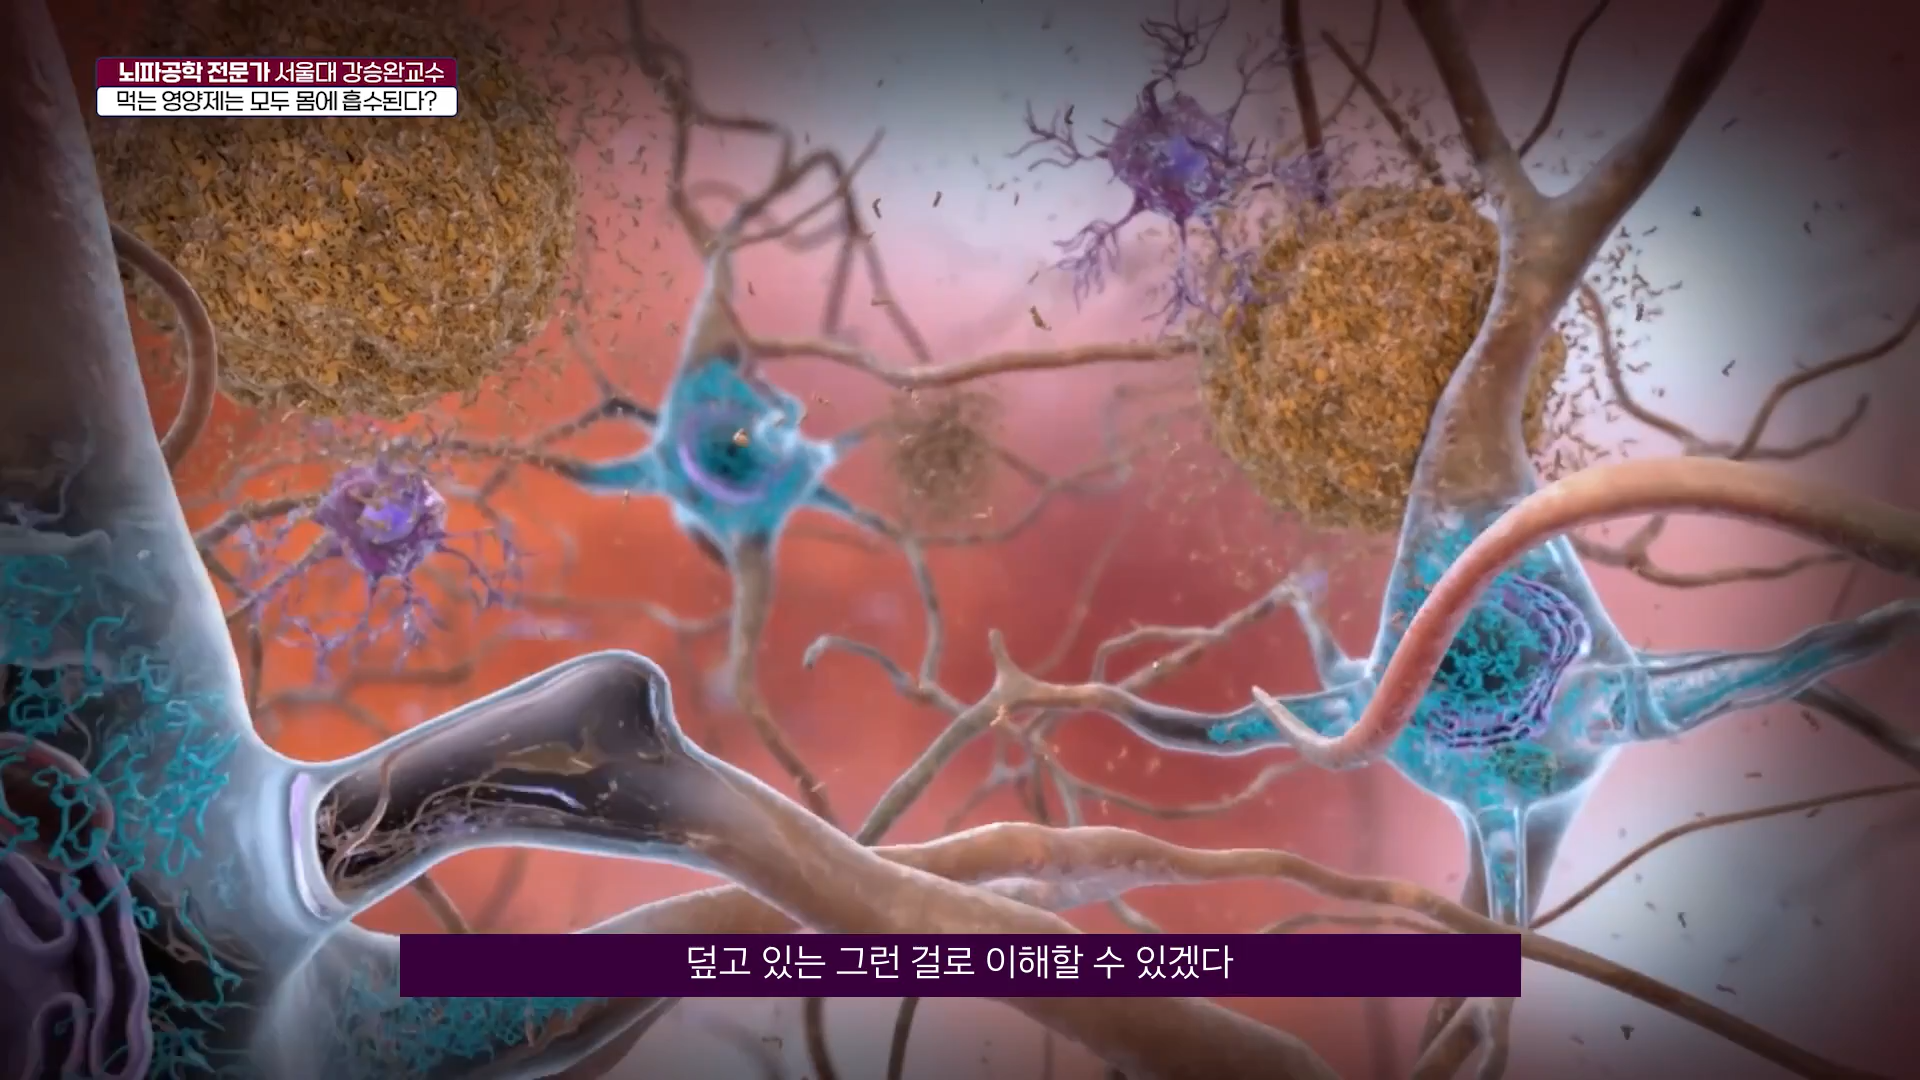 뇌파공학 전문가 서울대 강승완교수
먹는 영양제는 모두 몸에 흡수된다?
덮고 있는 그런 걸로 이해할 수 있겠다